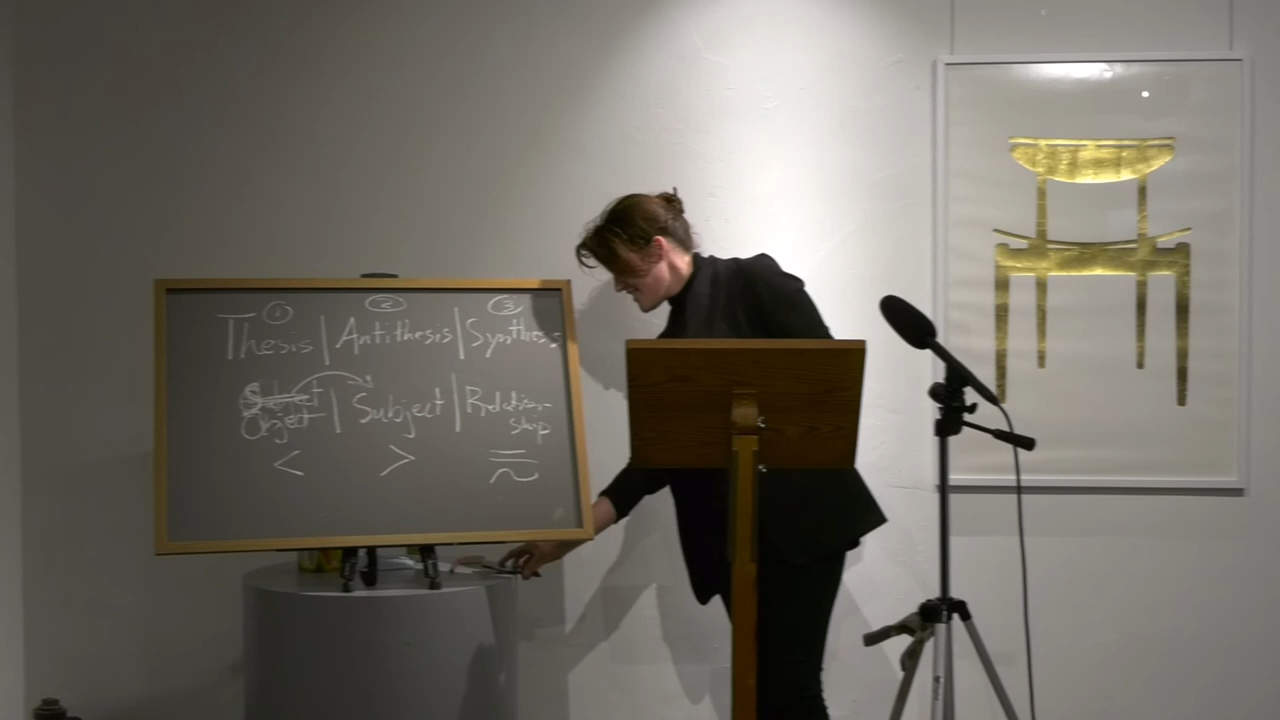 ① ② ③
Thesis | Antithesis | Synthesis
Object | Subject | Relation-
ship
< > =
~